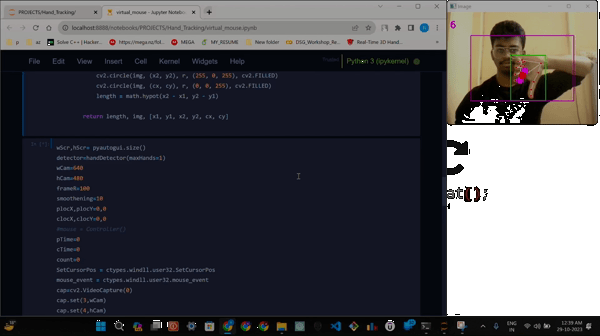 PROJECTS/Hand_Tracking/
virtual_mouse - Jupyter Notebook
Image
localhost:8888/notebooks/PROJECTS/Hand_Tracking/virtual_mouse.ipynb
6
Solve C++ | Hacker...
MEGA
MY_RESUME
New folder
DSG_Workshop_Re...
Real-Time 3D Hand...
File Edit View Insert Cell Kernel Widgets Help
Python 3 (ipykernel)
cv2.circle(img, (x2, y2), r, (255, 0, 255), cv2.FILLED)
cv2.circle(img, (cx, cy), r, (0, 0, 255), cv2.FILLED)
length = math.hypot(x2 - x1, y2 - y1)
return length, img, [x1, y1, x2, y2, cx, cy]
at[];
In [*]:
wScr,hScr= pyautogui.size()
detector=handDetector(maxHands=1)
wCam=640
hCam=480
frameR=100
smoothening=10
plocX,plocY=0,0
clocX,clocY=0,0
#mouse = Controller()
pTime=0
cTime=0
count=0
SetCursorPos = ctypes.windll.user32.SetCursorPos
mouse_event = ctypes.windll.user32.mouse_event
cap=cv2.VideoCapture(0)
cap.set(3,wCam)
cap.set(4,hCam)
ENG
IN
12:39 AM
29-10-2023